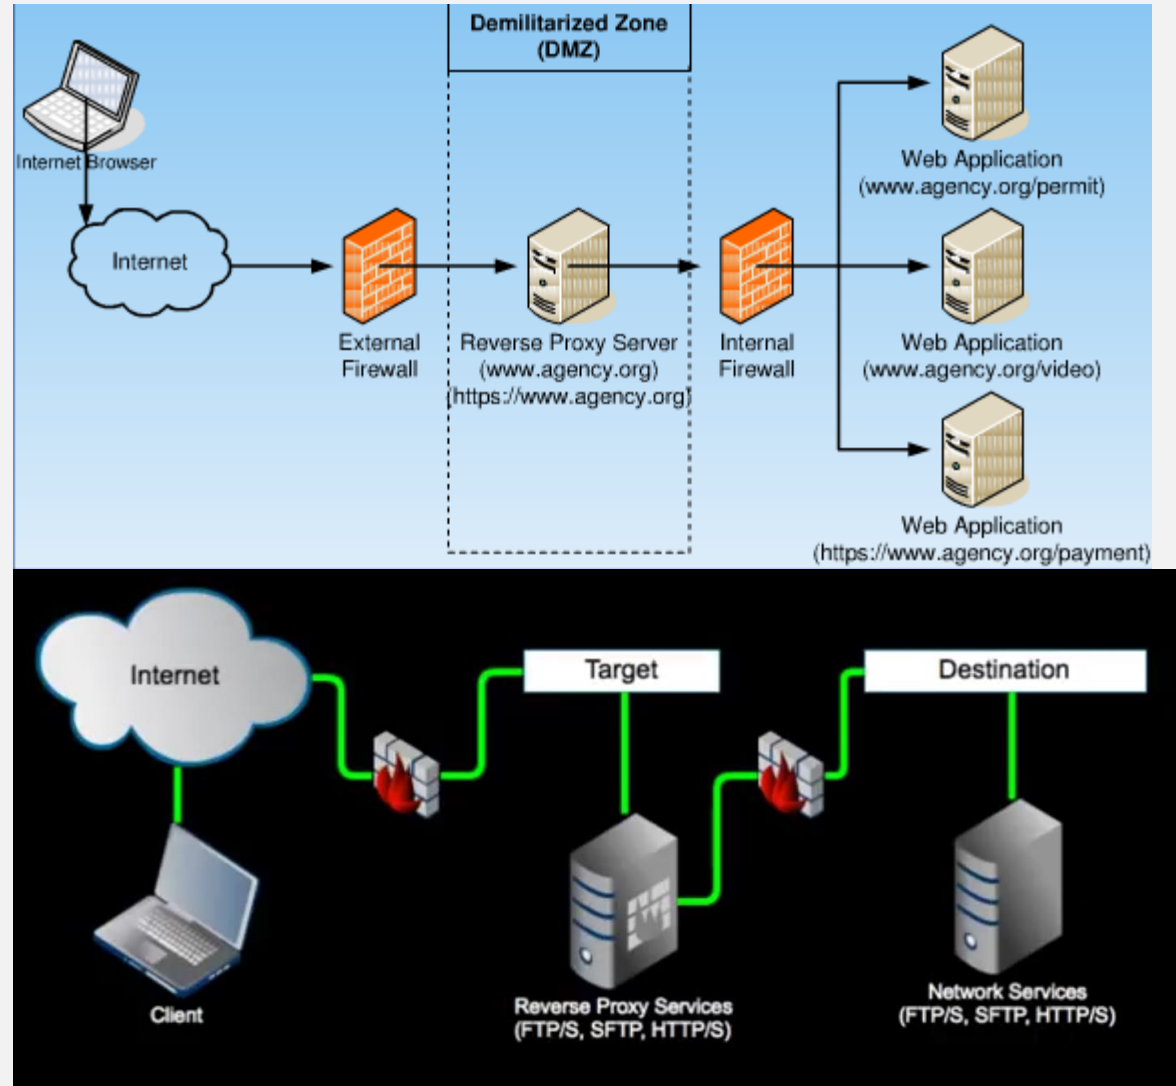 Demilitarized Zone
(DMZ)
Internet Browser
Internet
External
Firewall
Reverse Proxy Server
(www.agency.org)
(https://www.agency.org)
Internal
Firewall
Web Application
(www.agency.org/permit)
Web Application
(www.agency.org/video)
Web Application
(https://www.agency.org/payment)
Internet
Target
Destination
Client
Reverse Proxy Services
(FTP/S, SFTP, HTTP/S)
Network Services
(FTP/S, SFTP, HTTP/S)